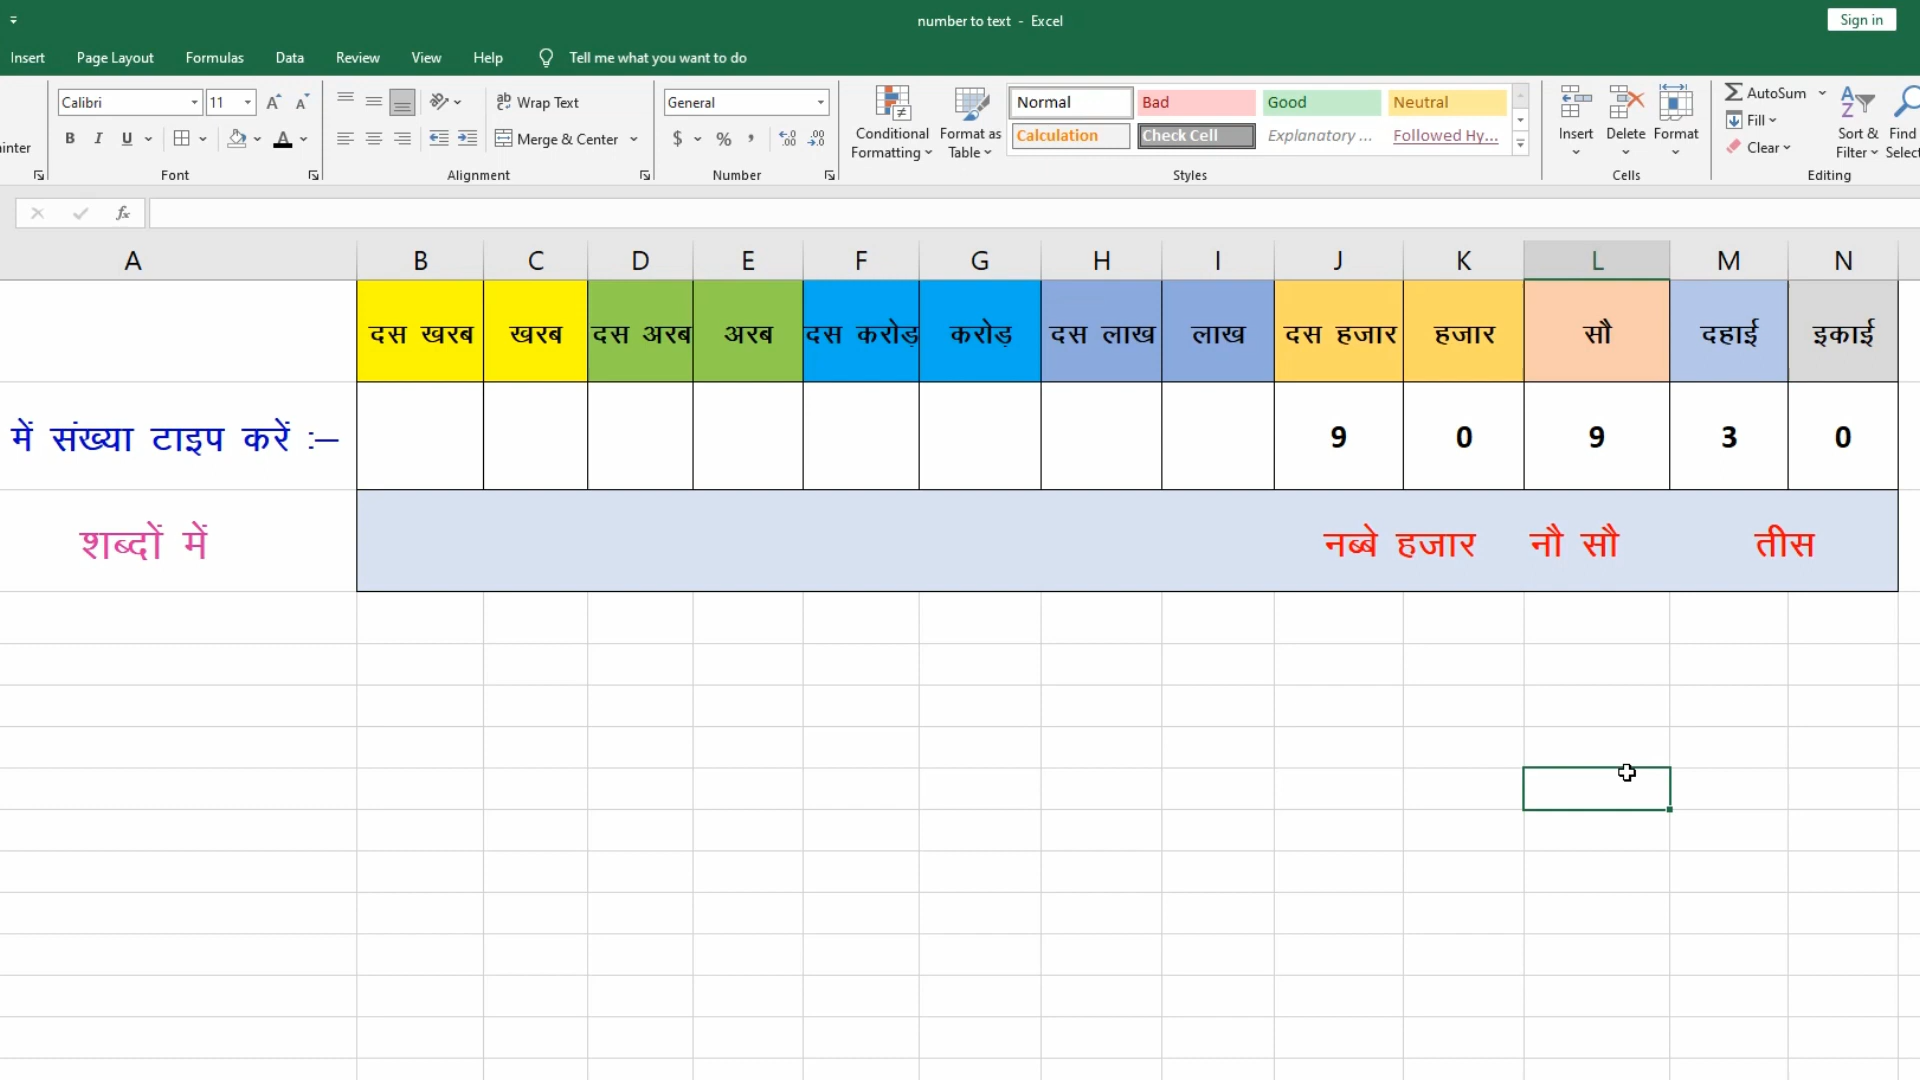 number to text - Excel
Sign in
Insert Page Layout Formulas Data Review View Help Tell me what you want to do
Calibri 11 A A ab Wrap Text General Normal Bad Good Neutral AutoSum
B I U A Merge & Center $ % , Conditional Formatting Format as Table Calculation Check Cell Explanatory ... Followed Hy... Insert Delete Format Fill Sort & Filter Find
inter Clear Select
Font Alignment Number Styles Cells Editing
fx
A B C D E F G H I J K L M N
दस खरब खरब दस अरब अरब दस करोड़ करोड़ दस लाख लाख दस हजार हजार सौ दहाई इकाई
में संख्या टाइप करें :– 9 0 9 3 0
शब्दों में नब्बे हजार नौ सौ तीस